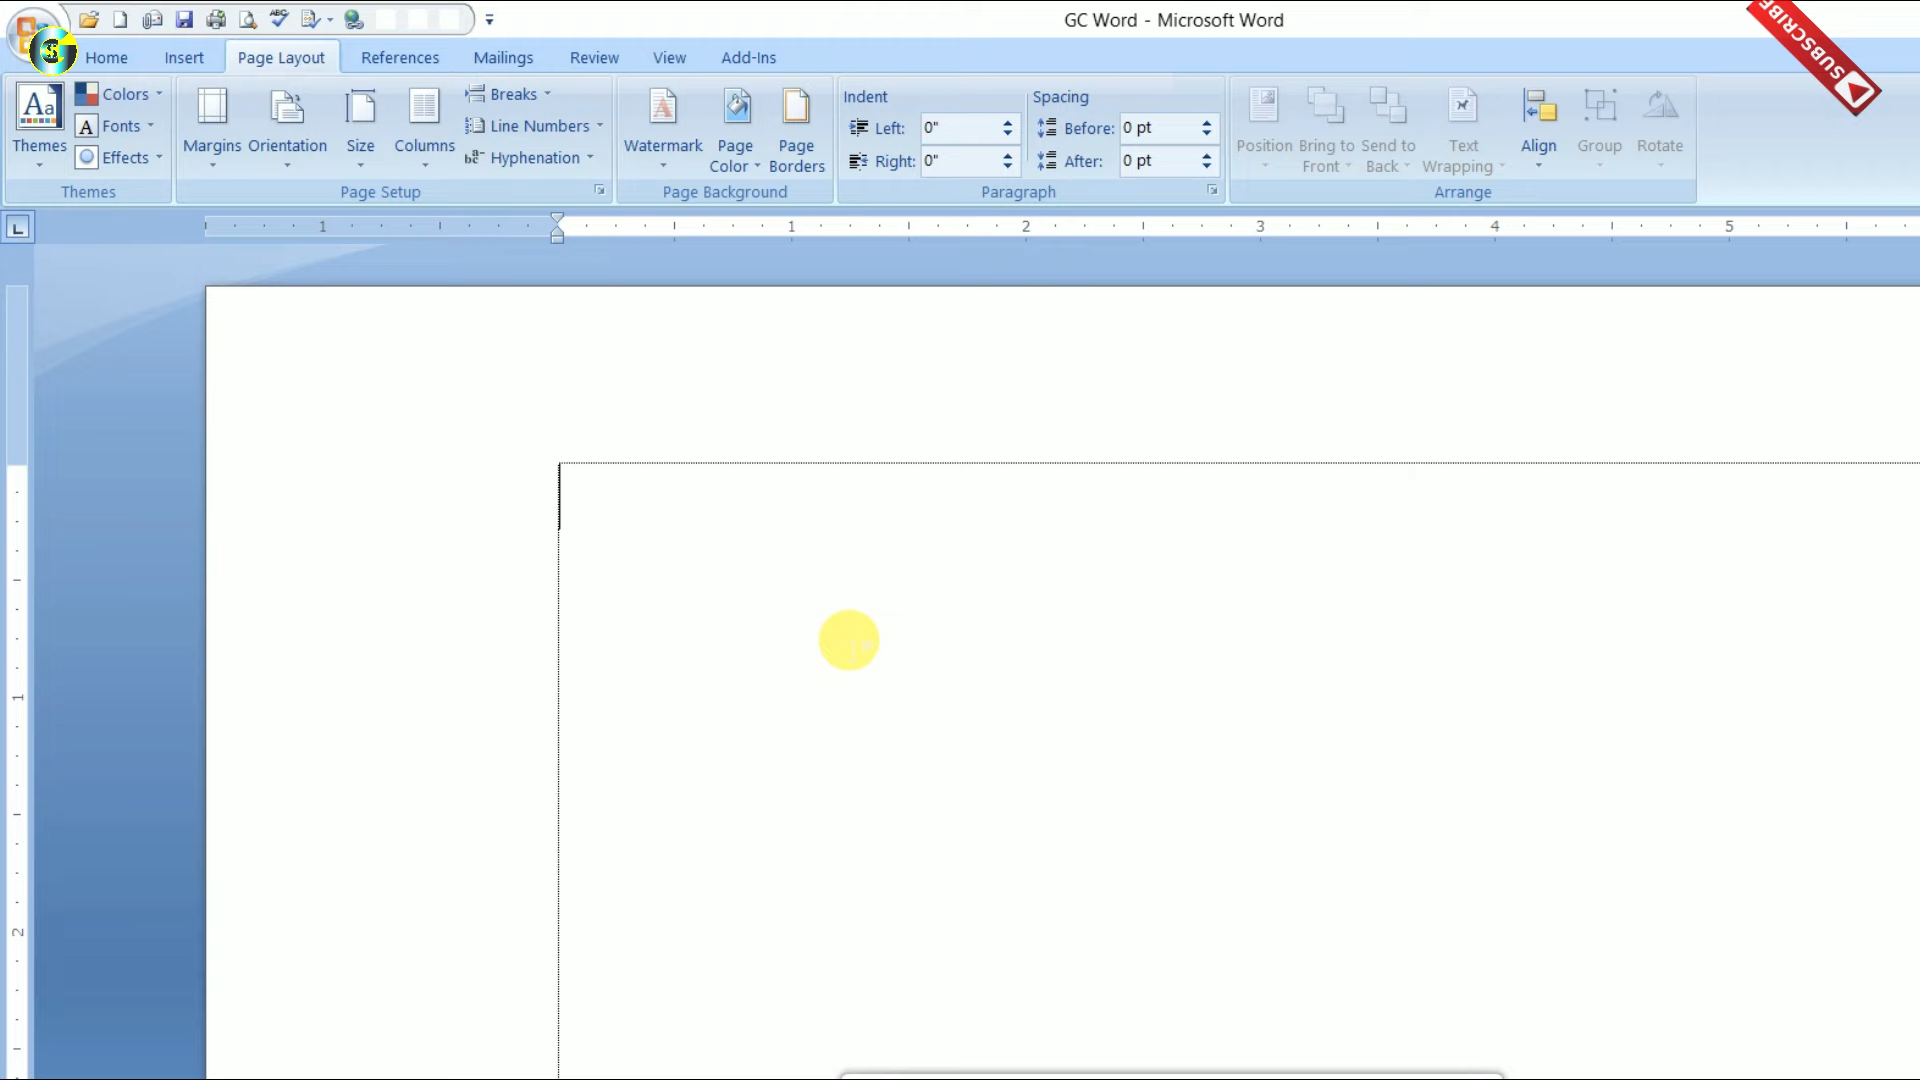 GC Word - Microsoft Word
SUBSCRIBE
Home Insert Page Layout References Mailings Review View Add-Ins
Aa Themes
Colors
A Fonts
Effects
Themes
Margins Orientation Size Columns
Breaks
Line Numbers
Hyphenation
Page Setup
Watermark Page Color Page Borders
Page Background
Indent
Left: 0"
Right: 0"
Spacing
Before: 0 pt
After: 0 pt
Paragraph
Position Bring to Front Send to Back Text Wrapping Align Group Rotate
Arrange
1 1 2 3 4 5
1
2